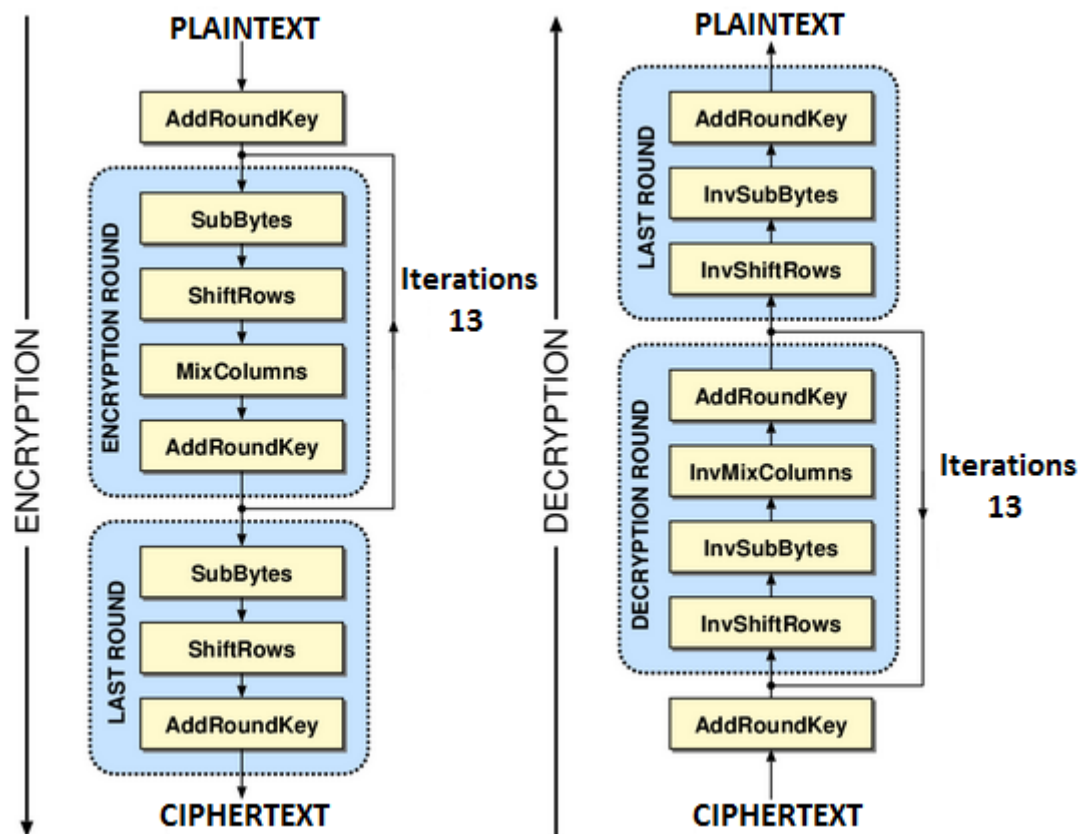 PLAINTEXT
AddRoundKey
ENCRYPTION ROUND
SubBytes
ShiftRows
MixColumns
AddRoundKey
Iterations
13
ENCRYPTION
LAST ROUND
SubBytes
ShiftRows
AddRoundKey
CIPHERTEXT
PLAINTEXT
LAST ROUND
AddRoundKey
InvSubBytes
InvShiftRows
DECRYPTION
DECRYPTION ROUND
AddRoundKey
InvMixColumns
InvSubBytes
InvShiftRows
Iterations
13
AddRoundKey
CIPHERTEXT